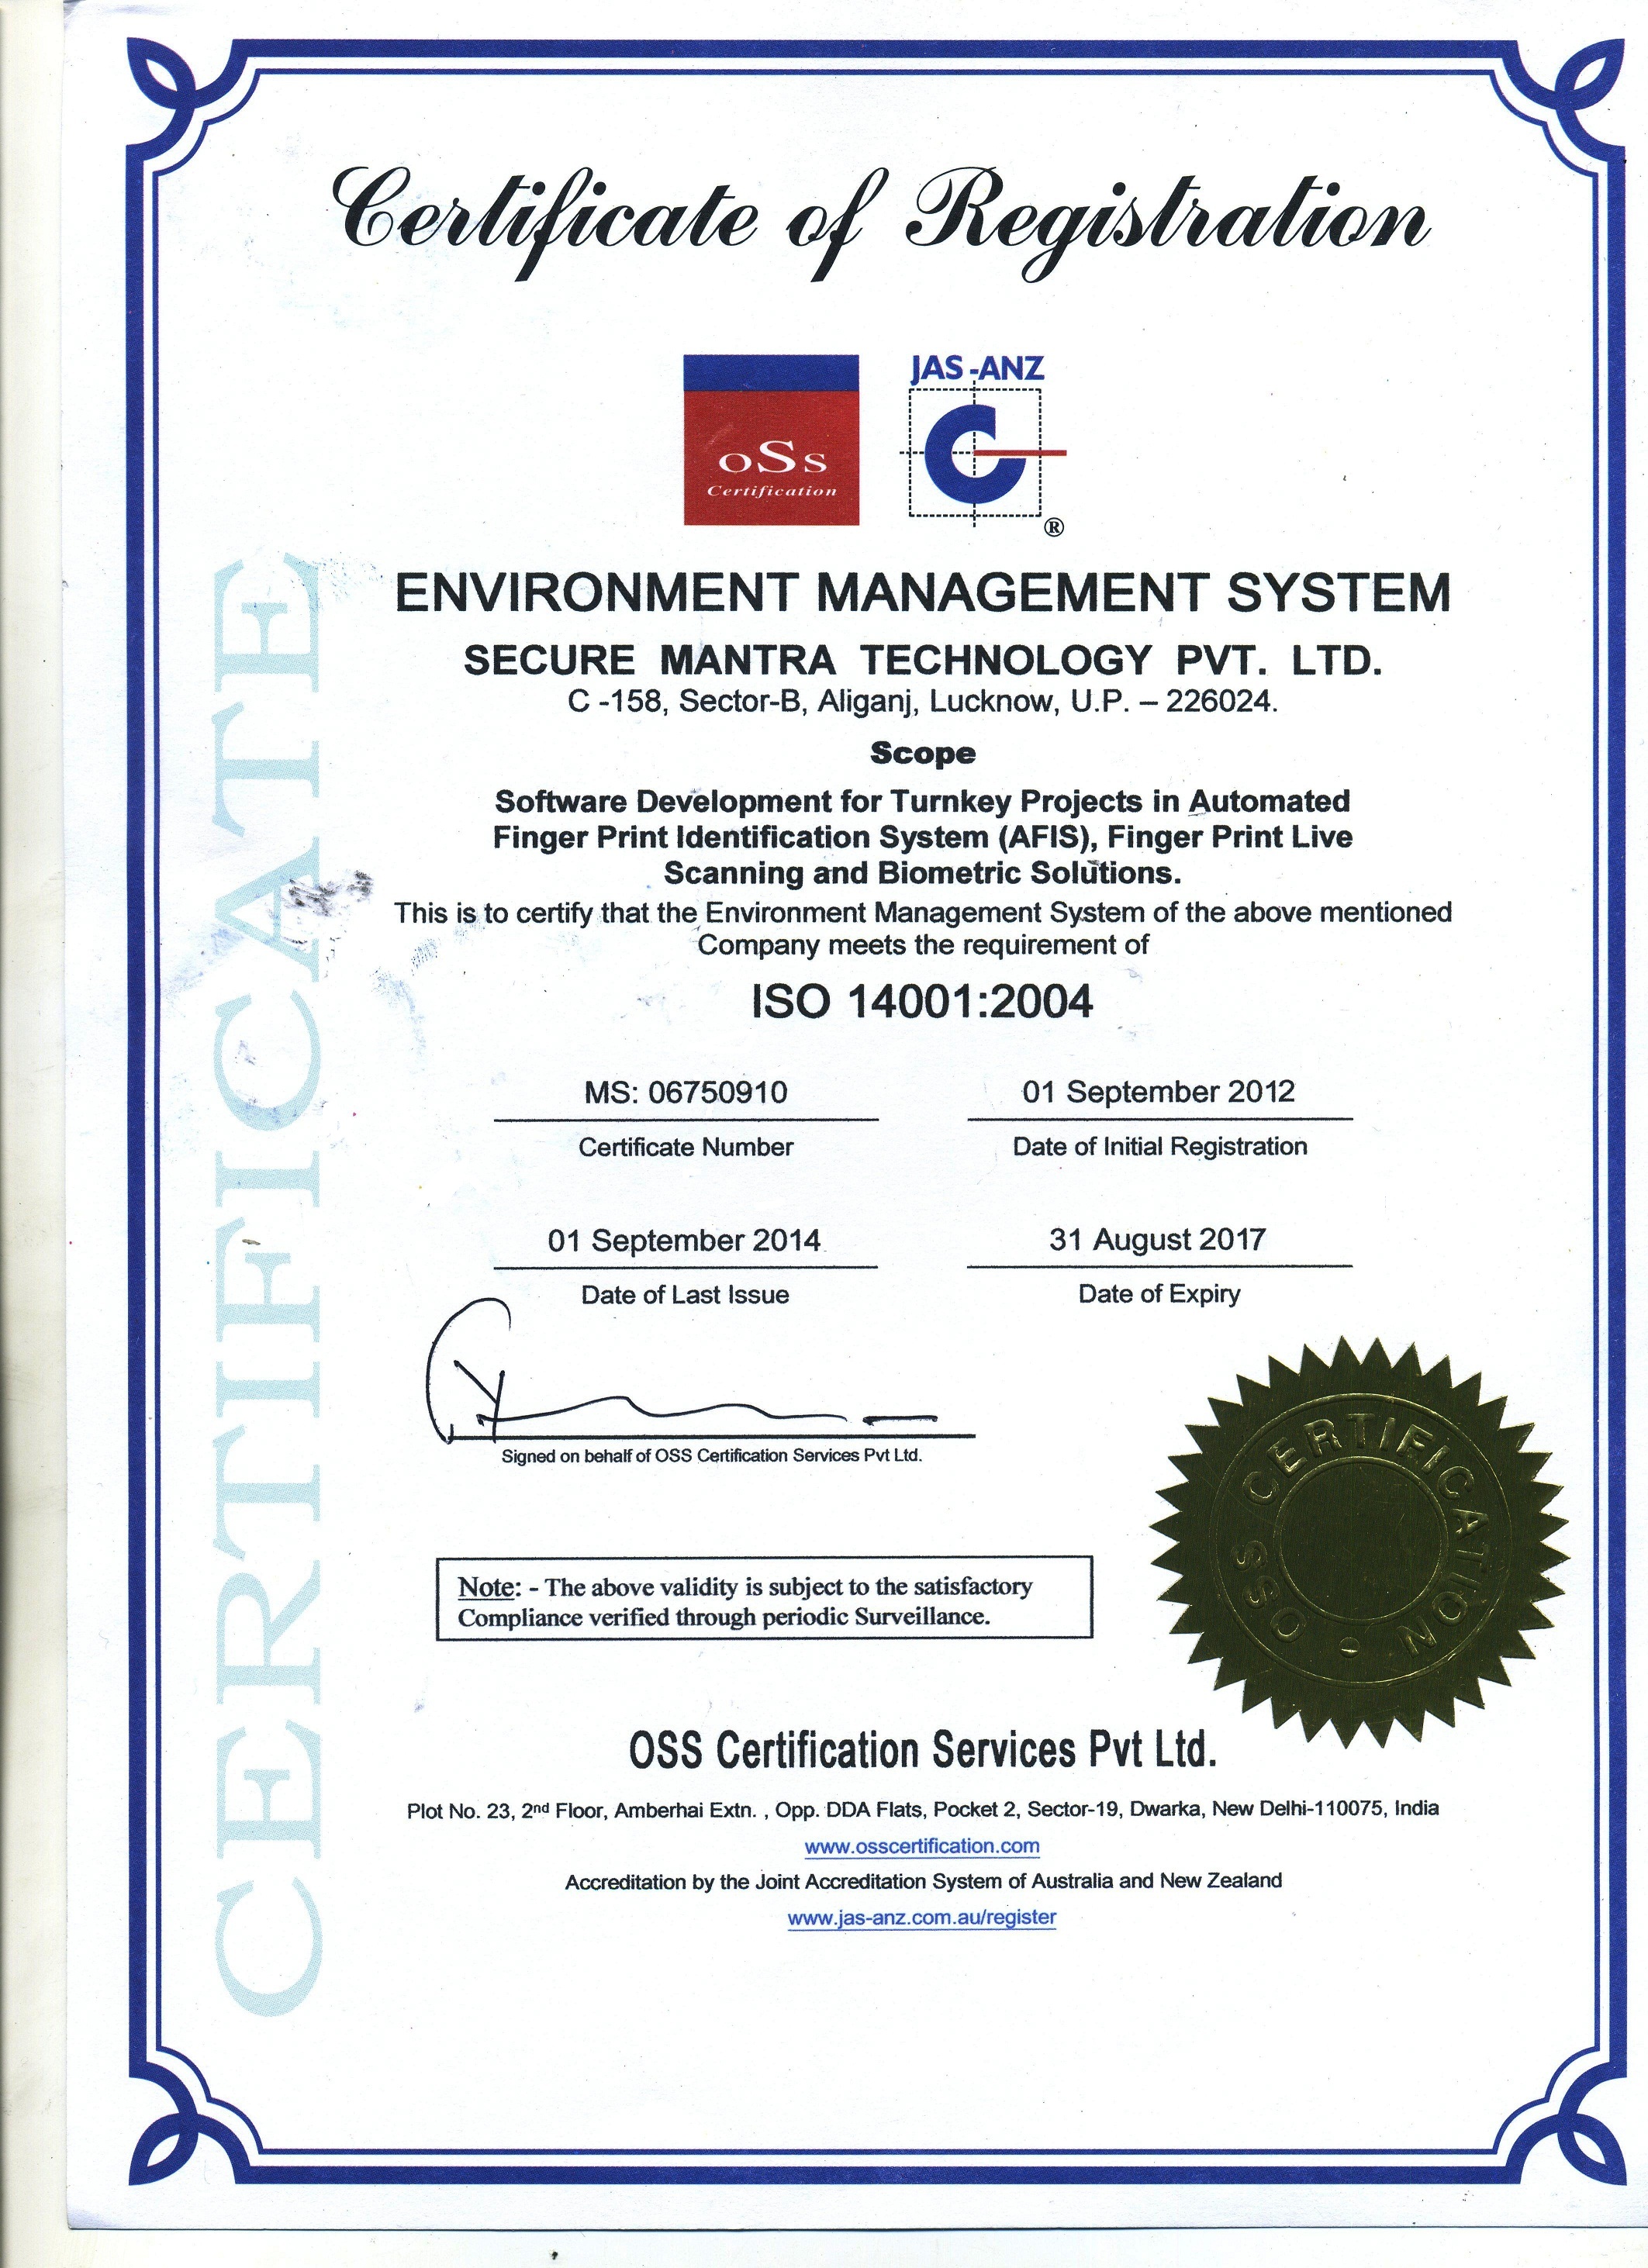 Certificate of Registration
JAS-ANZ
oSs
Certification
®
ENVIRONMENT MANAGEMENT SYSTEM
SECURE MANTRA TECHNOLOGY PVT. LTD.
C -158, Sector-B, Aliganj, Lucknow, U.P. – 226024.
Scope
Software Development for Turnkey Projects in Automated
Finger Print Identification System (AFIS), Finger Print Live
Scanning and Biometric Solutions.
This is to certify that the Environment Management System of the above mentioned
Company meets the requirement of
ISO 14001:2004
MS: 06750910
01 September 2012
Certificate Number
Date of Initial Registration
01 September 2014
31 August 2017
Date of Last Issue
Date of Expiry
Signed on behalf of OSS Certification Services Pvt Ltd.
OSS CERTIFICATION
Note: - The above validity is subject to the satisfactory
Compliance verified through periodic Surveillance.
OSS Certification Services Pvt Ltd.
Plot No. 23, 2nd Floor, Amberhai Extn. , Opp. DDA Flats, Pocket 2, Sector-19, Dwarka, New Delhi-110075, India
www.osscertification.com
Accreditation by the Joint Accreditation System of Australia and New Zealand
www.jas-anz.com.au/register
CERTIFICATE